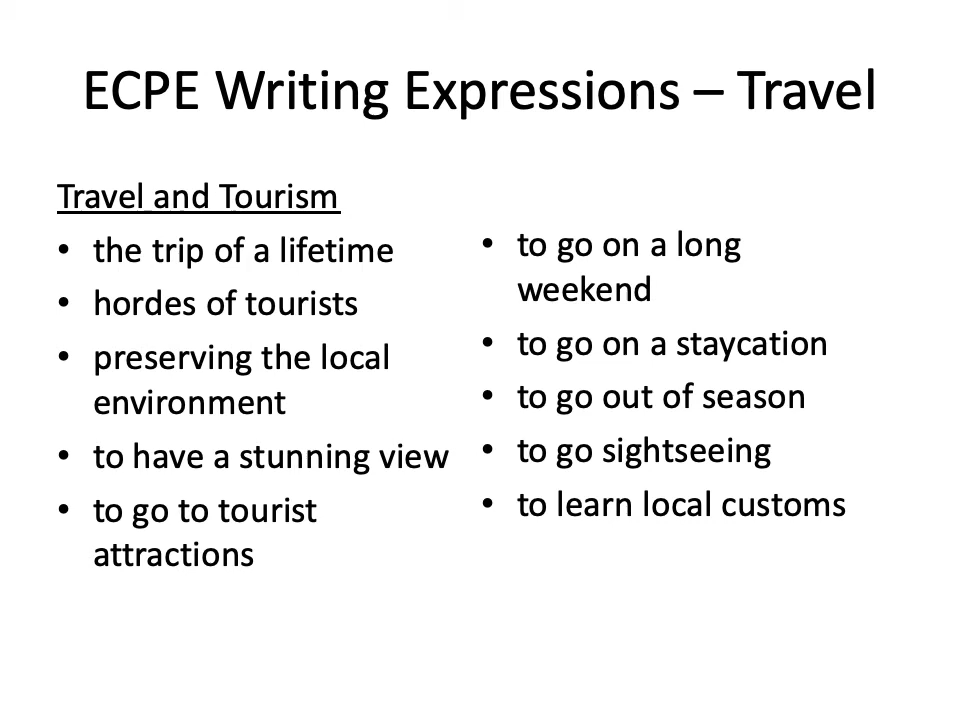 ECPE Writing Expressions – Travel
Travel and Tourism
• the trip of a lifetime
• hordes of tourists
• preserving the local
environment
• to have a stunning view
• to go to tourist
attractions
• to go on a long
weekend
• to go on a staycation
• to go out of season
• to go sightseeing
• to learn local customs